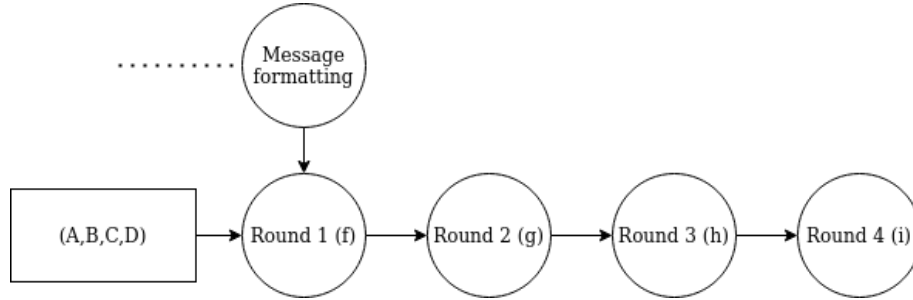 Message
formatting
(A,B,C,D)
Round 1 (f)
Round 2 (g)
Round 3 (h)
Round 4 (i)